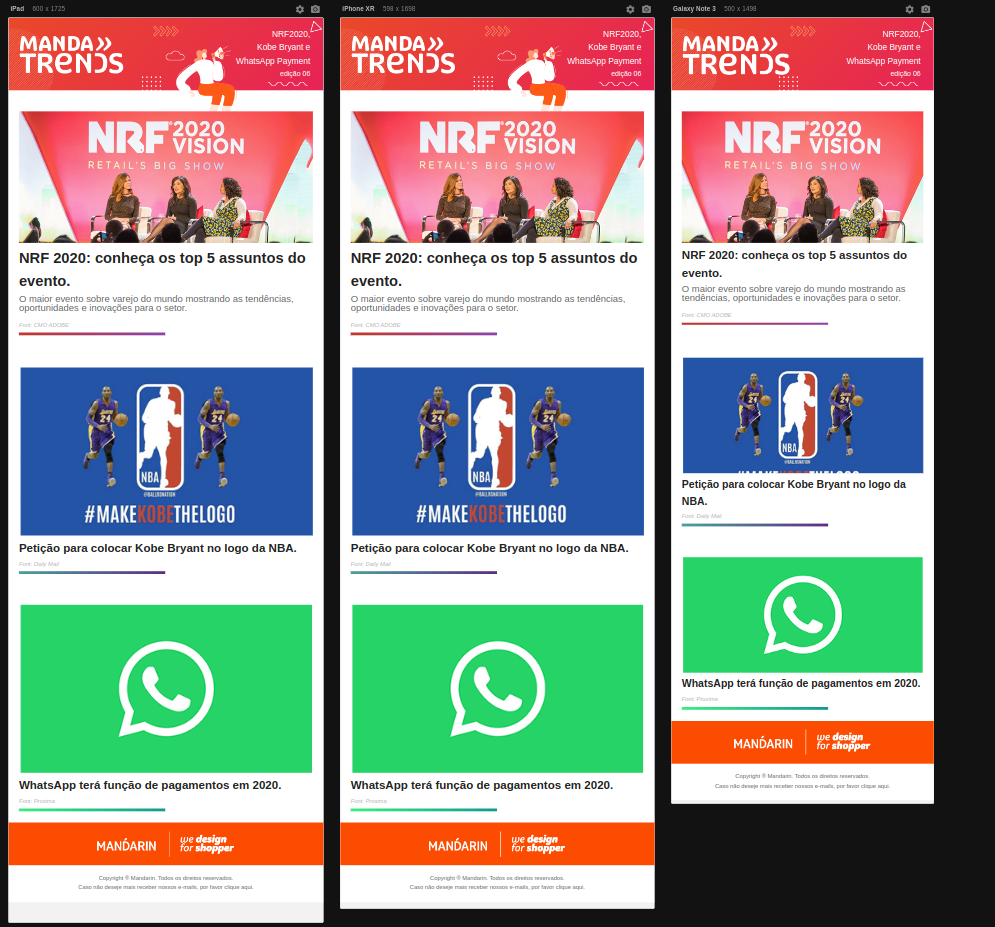 iPad 600 x 1725
MANDA
TRENDS
NRF2020,
Kobe Bryant e
WhatsApp Payment
edição 06
NRF 2020
VISION
RETAIL'S BIG SHOW
NRF 2020: conheça os top 5 assuntos do
evento.
O maior evento sobre varejo do mundo mostrando as tendências,
oportunidades e inovações para o setor.
Font: CMO ADOBE
24
24
NBA
@BALLXSNATION
#MAKEKOBETHELOGO
Petição para colocar Kobe Bryant no logo da NBA.
Font: Daily Mail
WhatsApp terá função de pagamentos em 2020.
Font: Proxima
MANDARIN
we design
for shopper
Copyright ® Mandarin. Todos os direitos reservados.
Caso não deseje mais receber nossos e-mails, por favor clique aqui.
iPhone XR 598 x 1698
MANDA
TRENDS
NRF2020,
Kobe Bryant e
WhatsApp Payment
edição 06
NRF 2020
VISION
RETAIL'S BIG SHOW
NRF 2020: conheça os top 5 assuntos do
evento.
O maior evento sobre varejo do mundo mostrando as tendências,
oportunidades e inovações para o setor.
Font: CMO ADOBE
24
24
NBA
@BALLXSNATION
#MAKEKOBETHELOGO
Petição para colocar Kobe Bryant no logo da NBA.
Font: Daily Mail
WhatsApp terá função de pagamentos em 2020.
Font: Proxima
MANDARIN
we design
for shopper
Copyright ® Mandarin. Todos os direitos reservados.
Caso não deseje mais receber nossos e-mails, por favor clique aqui.
Galaxy Note 3 500 x 1498
MANDA
TRENDS
NRF2020,
Kobe Bryant e
WhatsApp Payment
edição 06
NRF 2020
VISION
RETAIL'S BIG SHOW
NRF 2020: conheça os top 5 assuntos do
evento.
O maior evento sobre varejo do mundo mostrando as
tendências, oportunidades e inovações para o setor.
Font: CMO ADOBE
24
24
NBA
@BALLXSNATION
#MAKEKOBETHELOGO
Petição para colocar Kobe Bryant no logo da
NBA.
Font: Daily Mail
WhatsApp terá função de pagamentos em 2020.
Font: Proxima
MANDARIN
we design
for shopper
Copyright ® Mandarin. Todos os direitos reservados.
Caso não deseje mais receber nossos e-mails, por favor clique aqui.